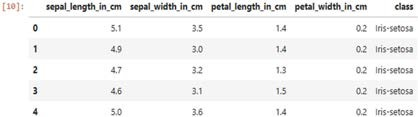 [10]: sepal_length_in_cm sepal_width_in_cm petal_length_in_cm petal_width_in_cm class
0 5.1 3.5 1.4 0.2 Iris-setosa
1 4.9 3.0 1.4 0.2 Iris-setosa
2 4.7 3.2 1.3 0.2 Iris-setosa
3 4.6 3.1 1.5 0.2 Iris-setosa
4 5.0 3.6 1.4 0.2 Iris-setosa